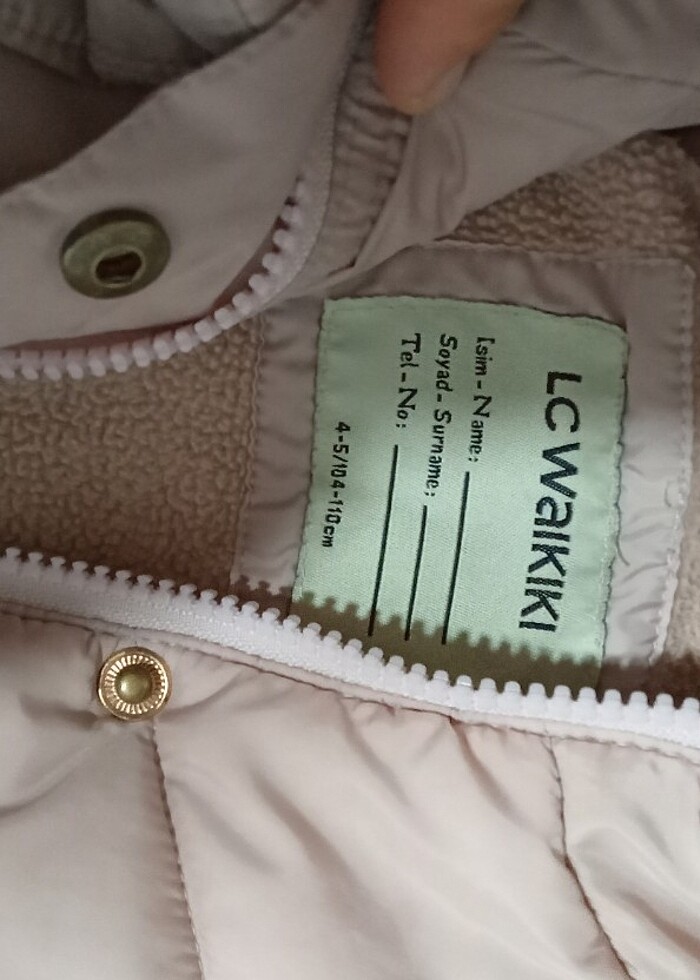 LC WAIKIKI
İsim-Name:
Soyad-Surname:
Tel-No:
4-5/104-110cm